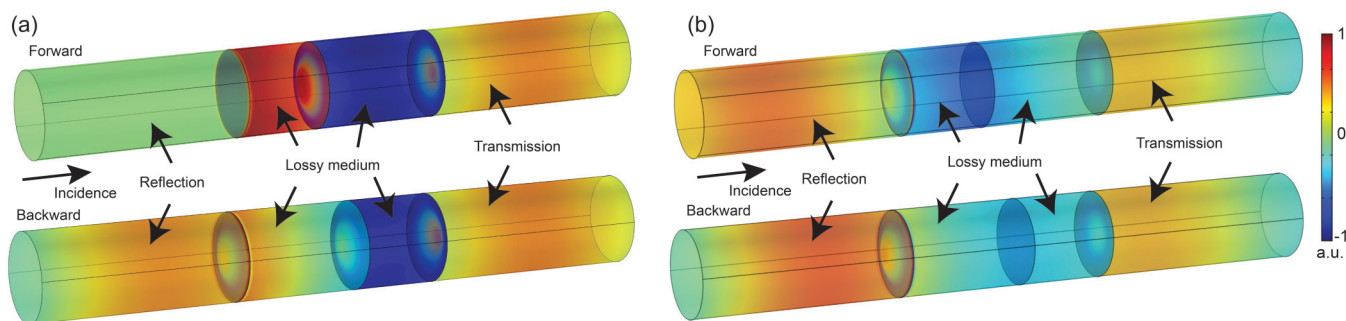 (a)
Forward
Incidence
Reflection
Lossy medium
Transmission
Backward
(b)
Forward
Incidence
Reflection
Lossy medium
Transmission
Backward
1
0
-1
a.u.